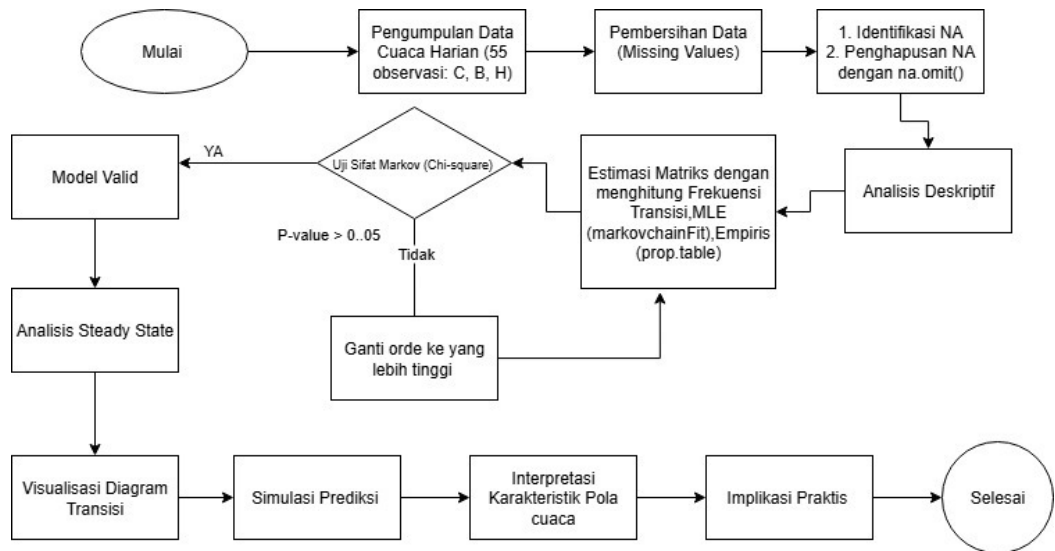 Mulai
Pengumpulan Data
Cuaca Harian (55
observasi: C, B, H)
Pembersihan Data
(Missing Values)
1. Identifikasi NA
2. Penghapusan NA
dengan na.omit()
Analisis Deskriptif
Estimasi Matriks dengan
menghitung Frekuensi
Transisi,MLE
(markovchainFit),Empiris
(prop.table)
Uji Sifat Markov (Chi-square)
YA
Model Valid
P-value > 0..05
Tidak
Ganti orde ke yang
lebih tinggi
Analisis Steady State
Visualisasi Diagram
Transisi
Simulasi Prediksi
Interpretasi
Karakteristik Pola
cuaca
Implikasi Praktis
Selesai